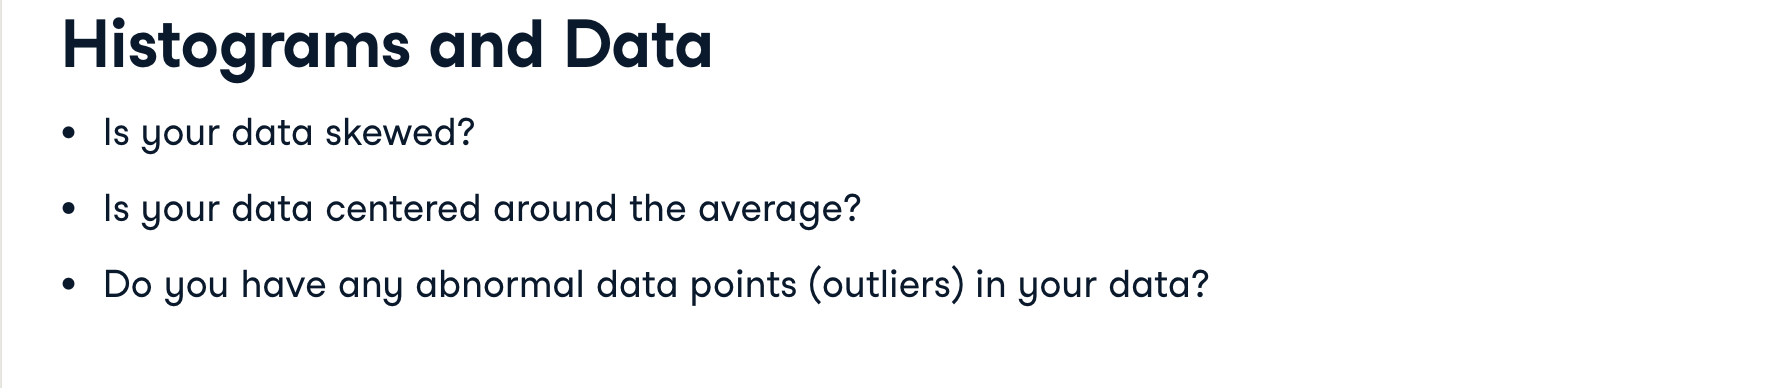 Histograms and Data
• Is your data skewed?
• Is your data centered around the average?
• Do you have any abnormal data points (outliers) in your data?